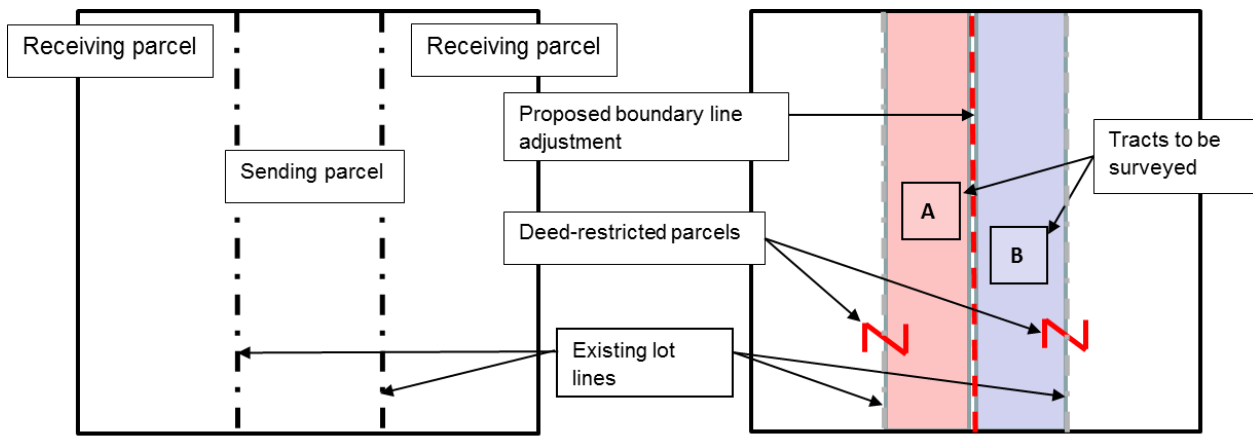 Receiving parcel
Receiving parcel
Proposed boundary line
adjustment
Tracts to be
surveyed
Sending parcel
A
Deed-restricted parcels
B
Existing lot
lines